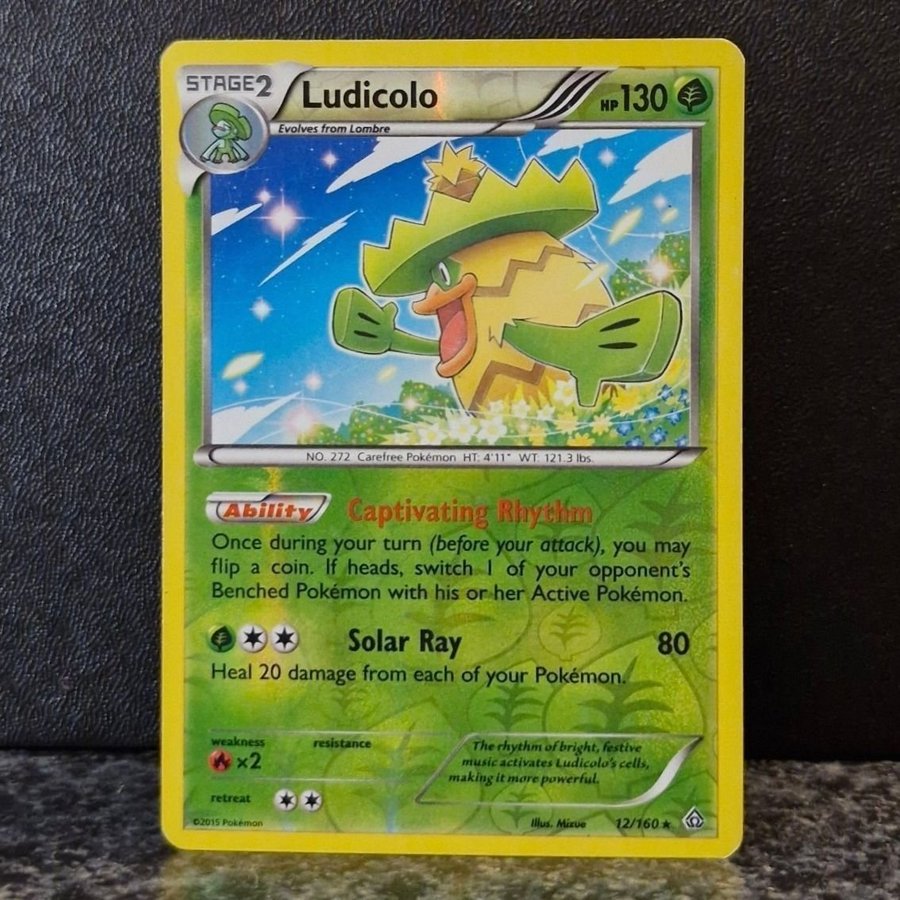 STAGE2 Ludicolo HP130
Evolves from Lombre
NO. 272 Carefree Pokémon HT: 4'11" WT: 121.3 lbs.
Ability Captivating Rhythm
Once during your turn (before your attack), you may
flip a coin. If heads, switch 1 of your opponent's
Benched Pokémon with his or her Active Pokémon.
Solar Ray 80
Heal 20 damage from each of your Pokémon.
weakness resistance
×2
The rhythm of bright, festive
music activates Ludicolo's cells,
making it more powerful.
retreat
©2015 Pokémon Illus. Mizue 12/160 ★